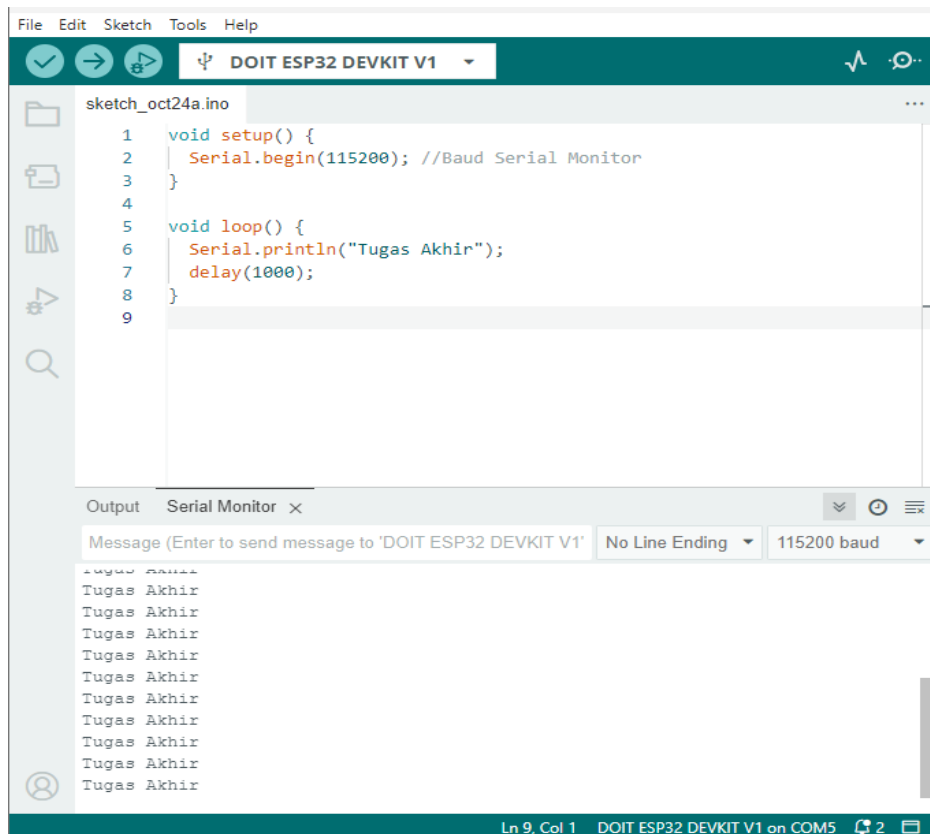 File Edit Sketch Tools Help
DOIT ESP32 DEVKIT V1
sketch_oct24a.ino
1 void setup() {
2 Serial.begin(115200); //Baud Serial Monitor
3 }
4
5 void loop() {
6 Serial.println("Tugas Akhir");
7 delay(1000);
8 }
9
Output Serial Monitor
Message (Enter to send message to 'DOIT ESP32 DEVKIT V1' No Line Ending 115200 baud
Tugas Akhir
Tugas Akhir
Tugas Akhir
Tugas Akhir
Tugas Akhir
Tugas Akhir
Tugas Akhir
Tugas Akhir
Tugas Akhir
Tugas Akhir
Tugas Akhir
Ln 9, Col 1 DOIT ESP32 DEVKIT V1 on COM5 2